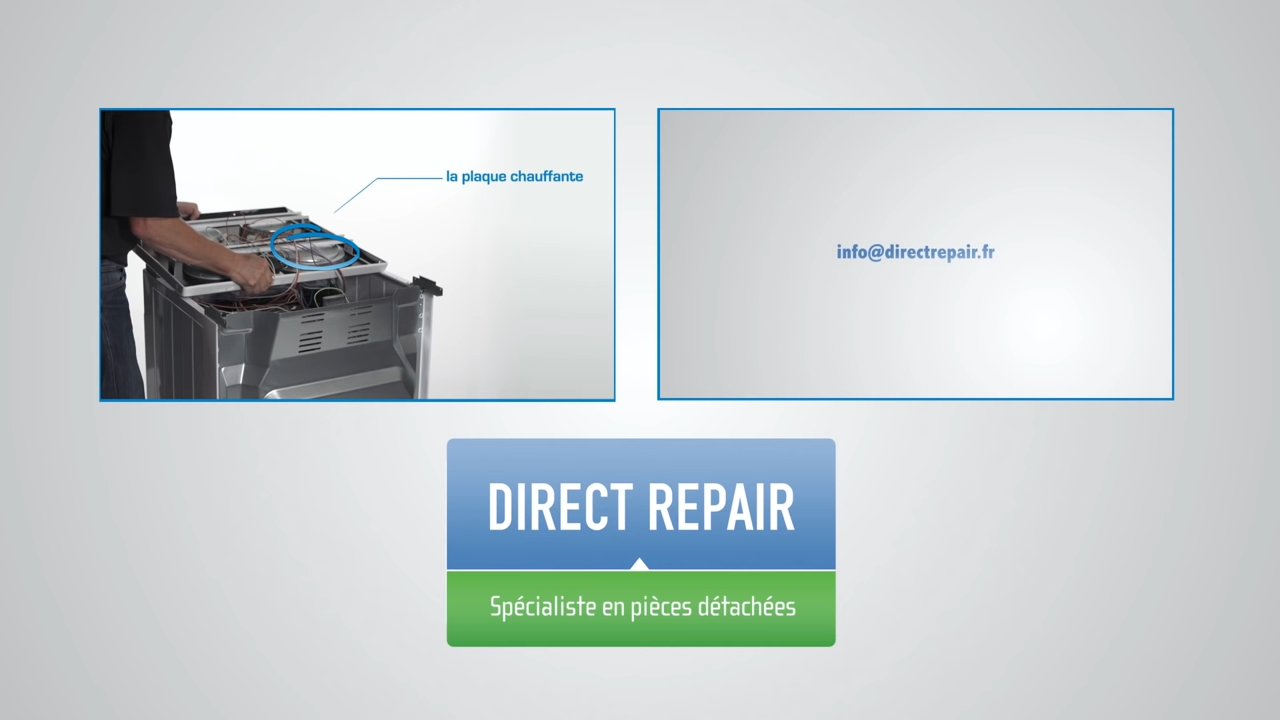 la plaque chauffante
info@directrepair.fr
DIRECT REPAIR
Spécialiste en pièces détachées